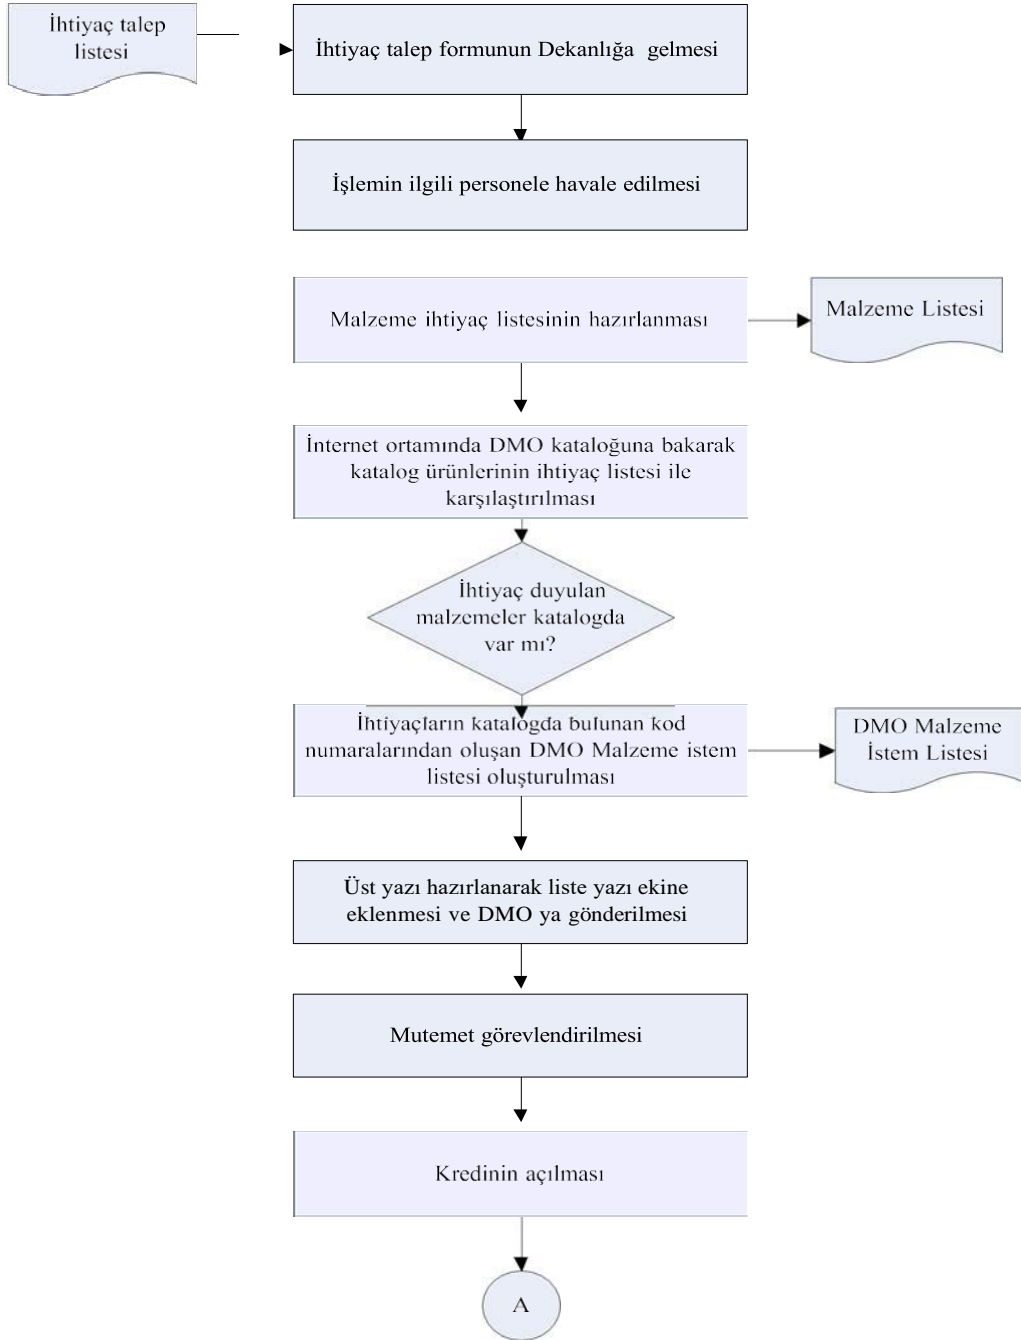 İhtiyaç talep
listesi
İhtiyaç talep formunun Dekanlığa gelmesi
İşlemin ilgili personele havale edilmesi
Malzeme ihtiyaç listesinin hazırlanması
Malzeme Listesi
İnternet ortamında DMO kataloğuna bakarak
katalog ürünlerinin ihtiyaç listesi ile
karşılaştırılması
İhtiyaç duyulan
malzemeler katalogda
var mı?
İhtiyaçların katalogda bulunan kod
numaralarından oluşan DMO Malzeme istem
listesi oluşturulması
DMO Malzeme
İstem Listesi
Üst yazı hazırlanarak liste yazı ekine
eklenmesi ve DMO ya gönderilmesi
Mutemet görevlendirilmesi
Kredinin açılması
A